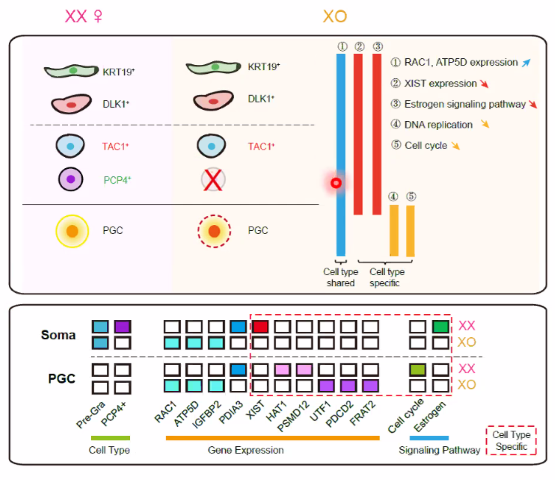 XX ♀
XO
① ② ③
KRT19⁺
KRT19⁺
DLK1⁺
DLK1⁺
TAC1⁺
TAC1⁺
PCP4⁺
PGC
PGC
① RAC1, ATP5D expression
② XIST expression
③ Estrogen signaling pathway
④ DNA replication
⑤ Cell cycle
④ ⑤
Cell type
shared
Cell type
specific
Soma
XX
XO
PGC
XX
XO
Pre-Gra
PCP4+
RAC1
ATP5D
IGFBP2
PDIA3
XIST
HAT1
PSMD12
UTF1
PDCD2
FRAT2
Cell cycle
Estrogen
Cell Type
Gene Expression
Signaling Pathway
Cell Type
Specific